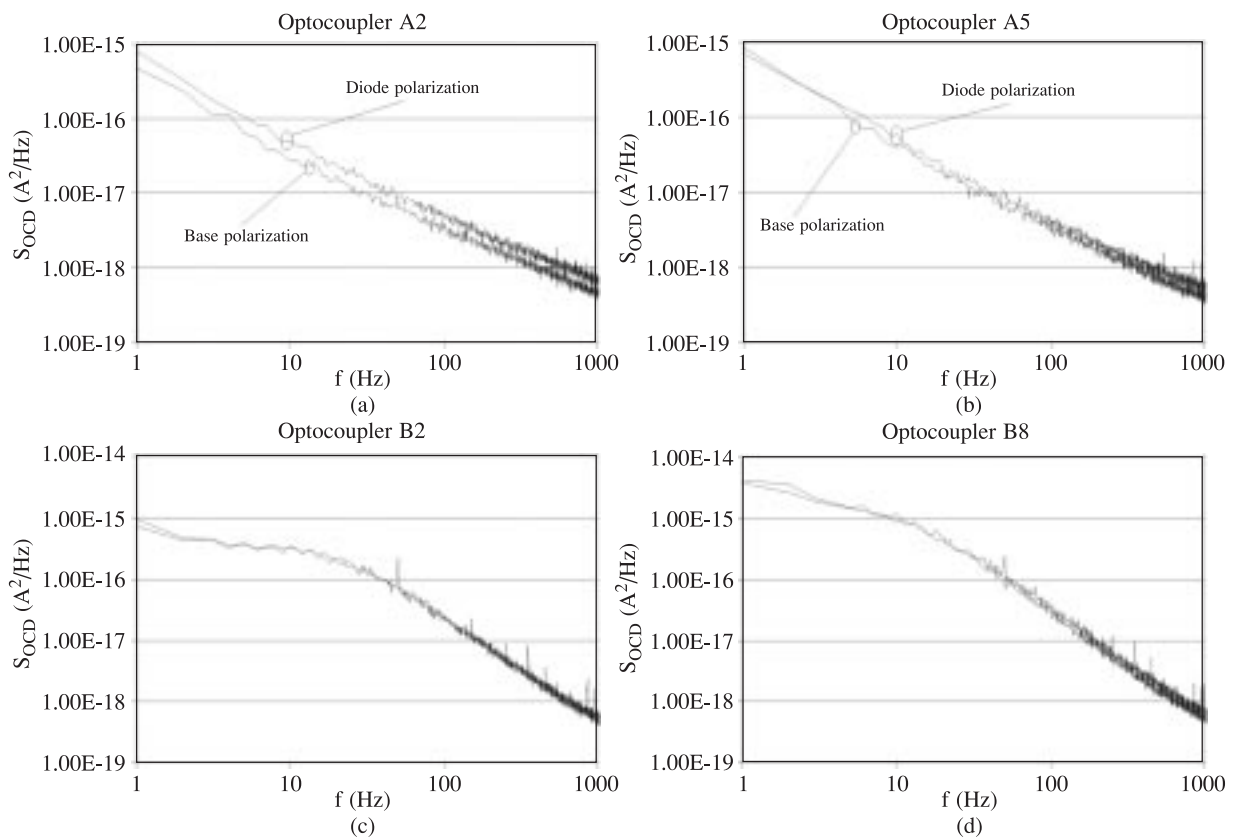 Optocoupler A2
S_OCD (A²/Hz)
1.00E-15
1.00E-16
1.00E-17
1.00E-18
1.00E-19
Diode polarization
Base polarization
1 10 100 1000
f (Hz)
(a)
Optocoupler A5
S_OCD (A²/Hz)
1.00E-15
1.00E-16
1.00E-17
1.00E-18
1.00E-19
Diode polarization
Base polarization
1 10 100 1000
f (Hz)
(b)
Optocoupler B2
S_OCD (A²/Hz)
1.00E-14
1.00E-15
1.00E-16
1.00E-17
1.00E-18
1.00E-19
1 10 100 1000
f (Hz)
(c)
Optocoupler B8
S_OCD (A²/Hz)
1.00E-14
1.00E-15
1.00E-16
1.00E-17
1.00E-18
1.00E-19
1 10 100 1000
f (Hz)
(d)